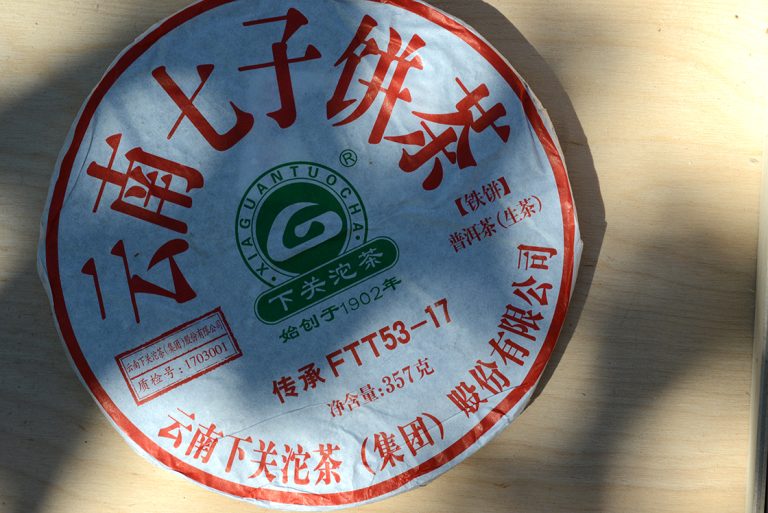 云南七子饼茶
XIAGUANTUOCHA
®
下关沱茶
始创于1902年
【铁饼】
普洱茶(生茶)
云南下关沱茶(集团)股份有限公司
质检号:1703001
传承 FTT53-17
净含量:357克
云南下关沱茶(集团)股份有限公司